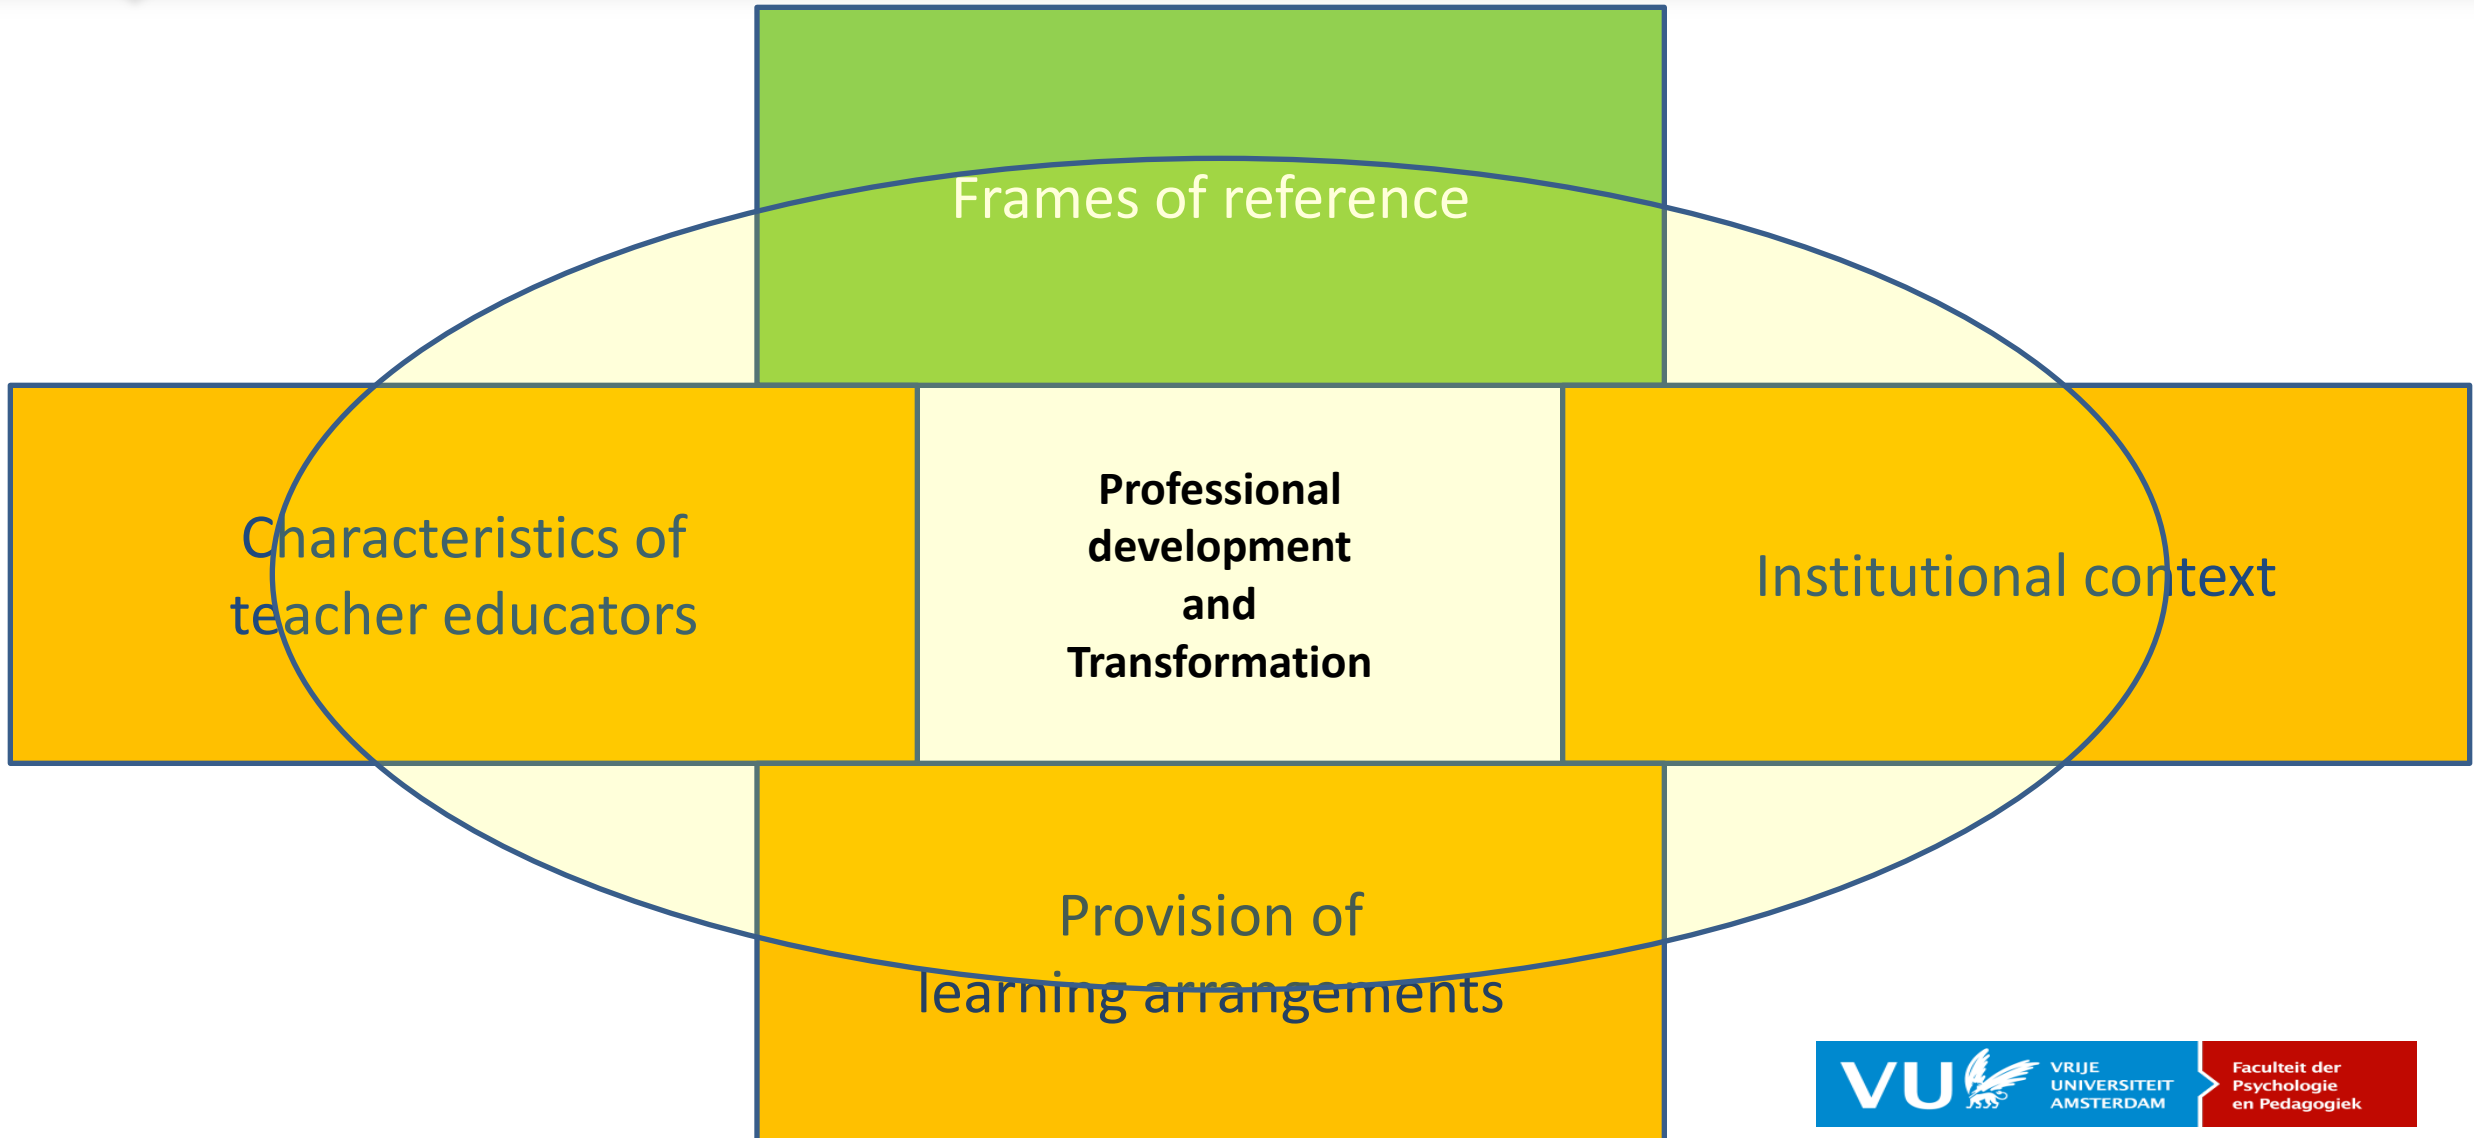 Frames of reference
Characteristics of
teacher educators
Professional
development
and
Transformation
Institutional context
Provision of
learning arrangements
VU
VRIJE
UNIVERSITEIT
AMSTERDAM
Faculteit der
Psychologie
en Pedagogiek